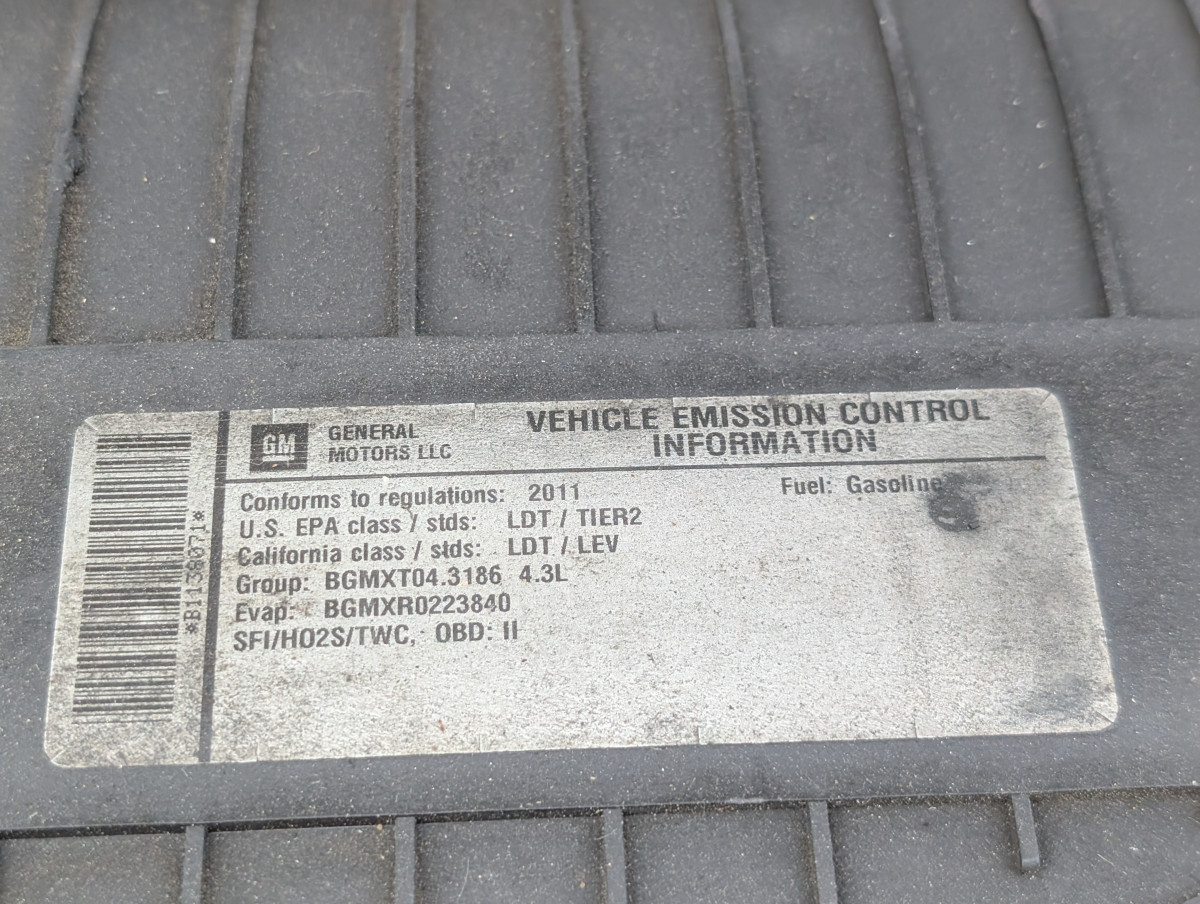 VEHICLE EMISSION CONTROL
INFORMATION
GM
GENERAL
MOTORS LLC
Conforms to regulations: 2011
Fuel: Gasoline
U.S. EPA class / stds: LDT / TIER2
California class / stds: LDT / LEV
Group: BGMXT04.3186 4.3L
Evap: BGMXR0223840
SFI/HO2S/TWC, OBD: II
*B1138071*